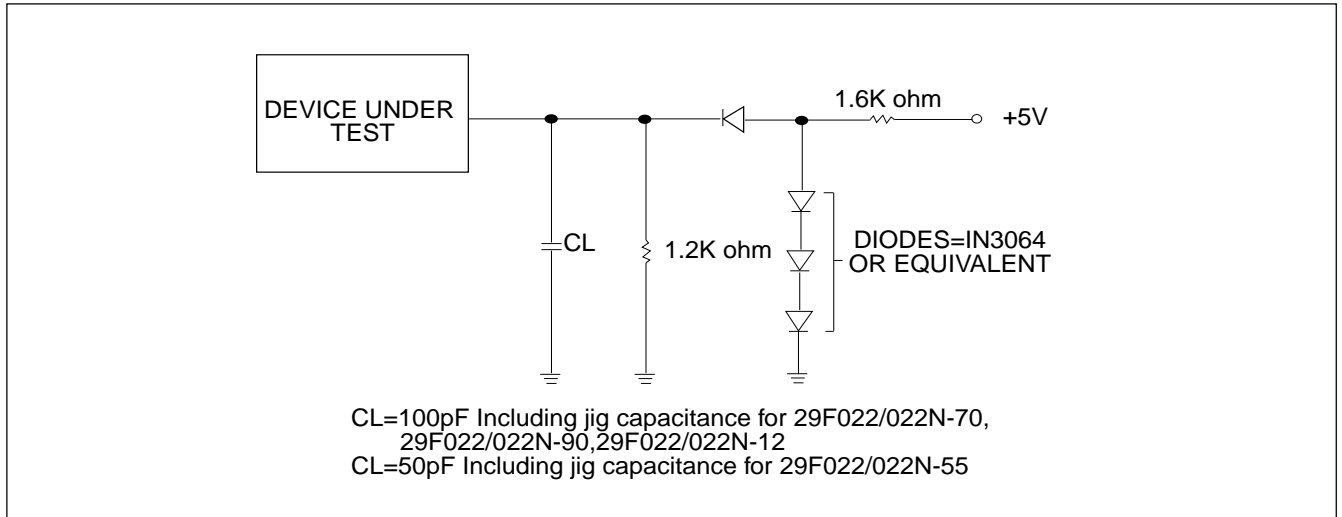 DEVICE UNDER
TEST
1.6K ohm
+5V
CL
1.2K ohm
DIODES=IN3064
OR EQUIVALENT
CL=100pF Including jig capacitance for 29F022/022N-70,
29F022/022N-90,29F022/022N-12
CL=50pF Including jig capacitance for 29F022/022N-55